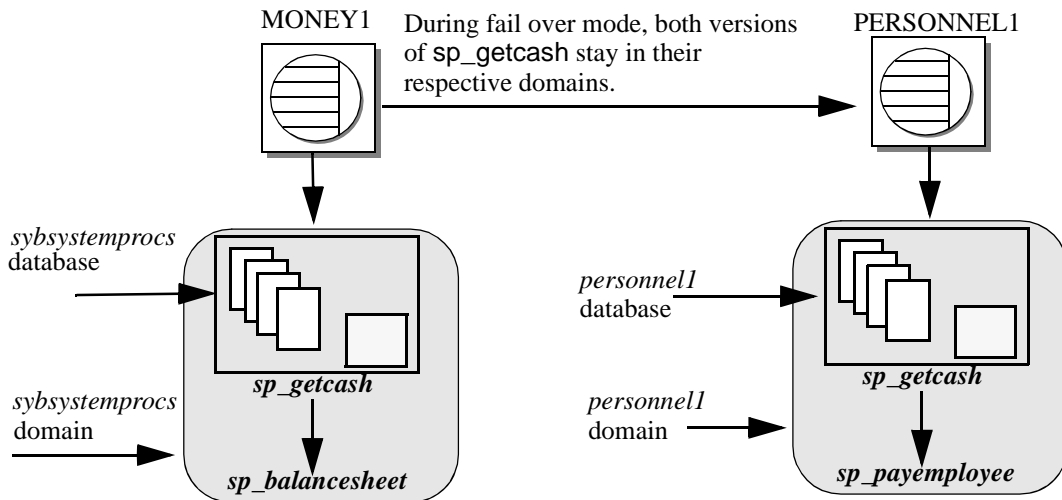 MONEY1
During fail over mode, both versions
of sp_getcash stay in their
respective domains.
PERSONNEL1
sybsystemprocs
database
sp_getcash
sybsystemprocs
domain
sp_balancesheet
personnel1
database
sp_getcash
personnel1
domain
sp_payemployee